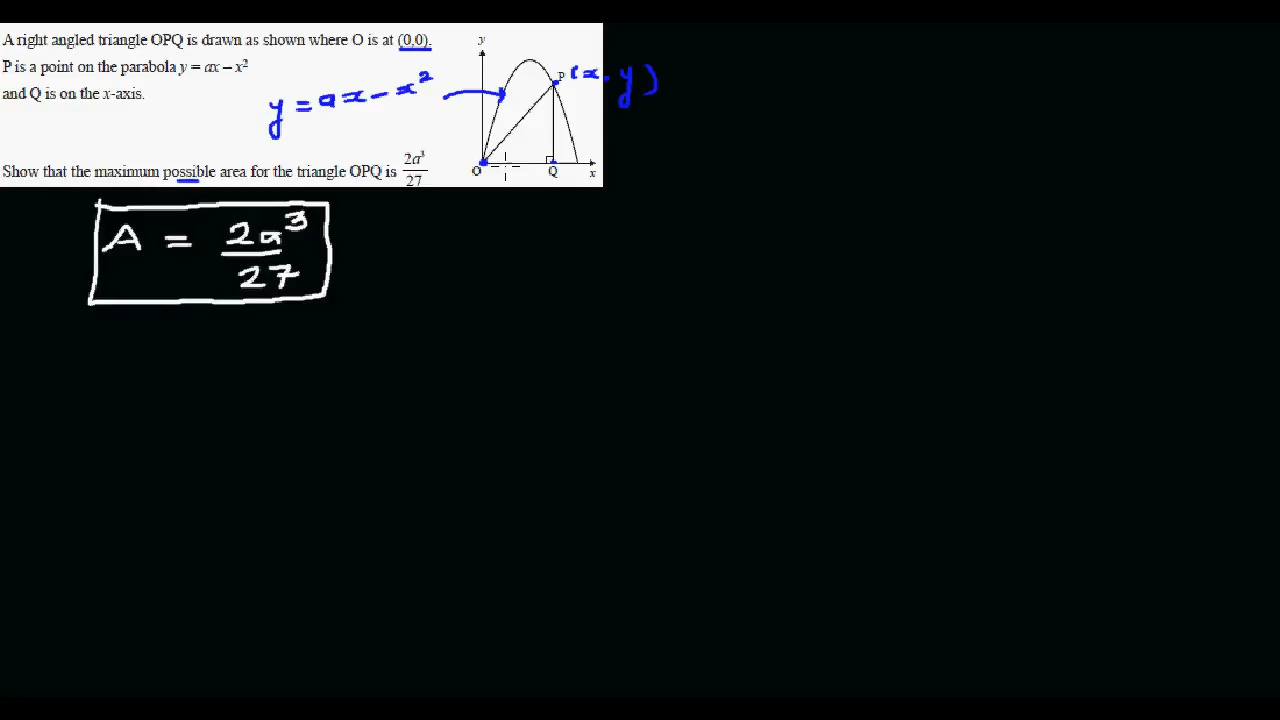 A right angled triangle OPQ is drawn as shown where O is at (0,0).
P is a point on the parabola y = ax – x²
and Q is on the x-axis.
y = ax – x²
y
P (x, y)
O
Q
x
Show that the maximum possible area for the triangle OPQ is 2a³/27
A = 2a³/27